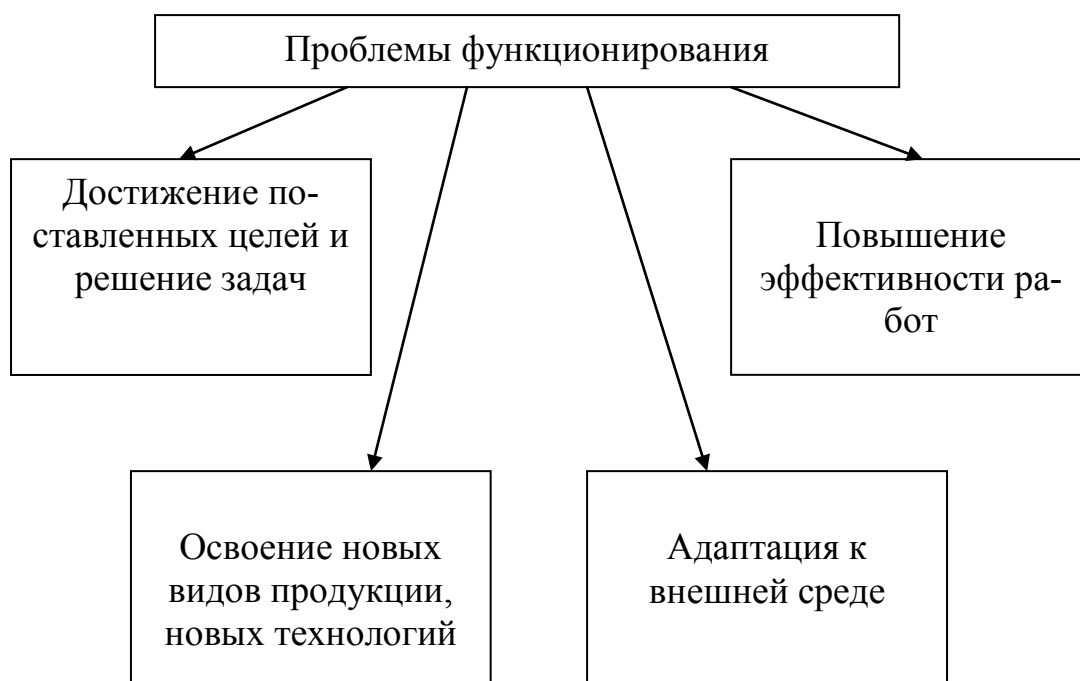 Проблемы функционирования
Достижение по-
ставленных целей и
решение задач
Повышение
эффективности ра-
бот
Освоение новых
видов продукции,
новых технологий
Адаптация к
внешней среде